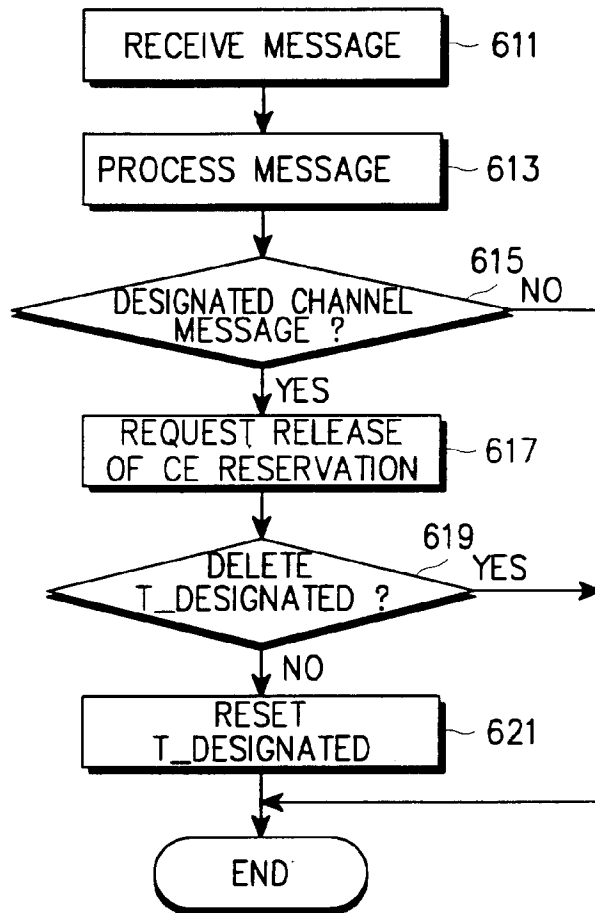 RECEIVE MESSAGE
611
PROCESS MESSAGE
613
615
DESIGNATED CHANNEL
MESSAGE ?
NO
YES
REQUEST RELEASE
OF CE RESERVATION
617
619
DELETE
T_DESIGNATED ?
YES
NO
RESET
T_DESIGNATED
621
END